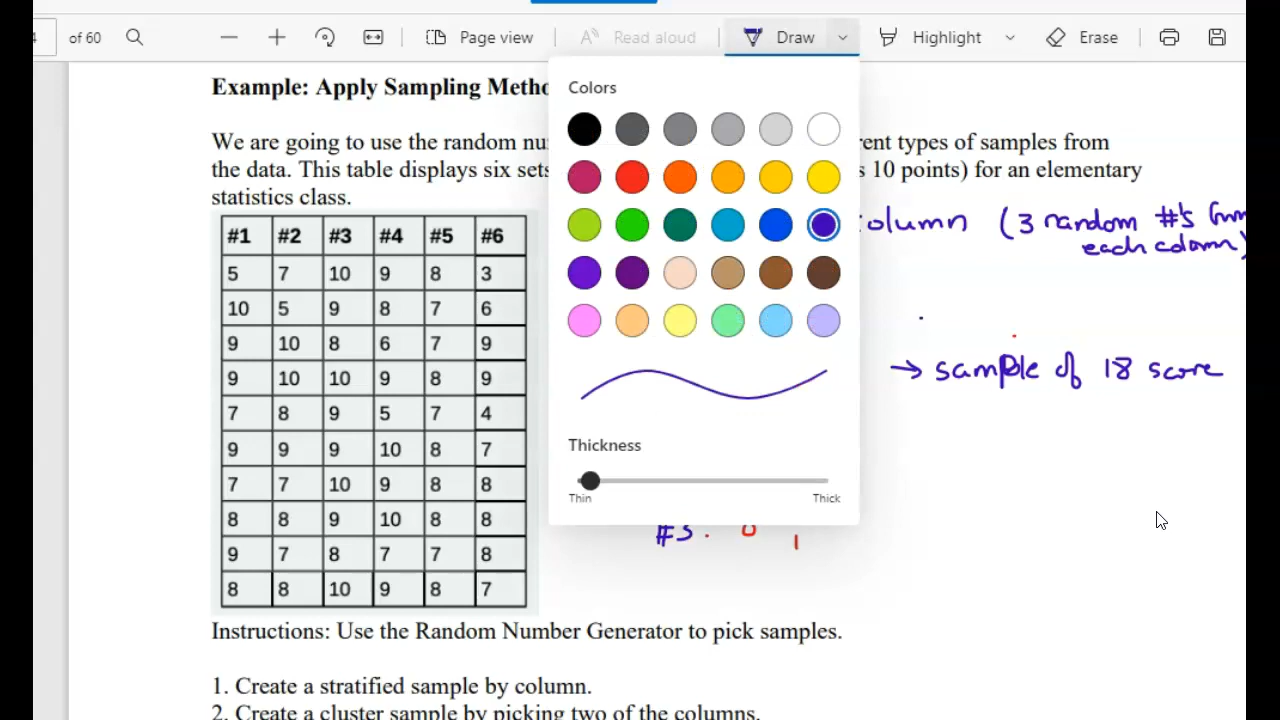 4 of 60 Page view Read aloud Draw Highlight Erase
Example: Apply Sampling Metho
Colors
We are going to use the random nu ent types of samples from
the data. This table displays six sets s 10 points) for an elementary
statistics class.
olumn (3 random #'s from
each column)
#1 #2 #3 #4 #5 #6
5 7 10 9 8 3
10 5 9 8 7 6
9 10 8 6 7 9
9 10 10 9 8 9
→ sample of 18 score
7 8 9 5 7 4
9 9 9 10 8 7
Thickness
7 7 10 9 8 8
Thin Thick
8 8 9 10 8 8
#3.
9 7 8 7 7 8
8 8 10 9 8 7
Instructions: Use the Random Number Generator to pick samples.
1. Create a stratified sample by column.
2. Create a cluster sample by picking two of the columns.